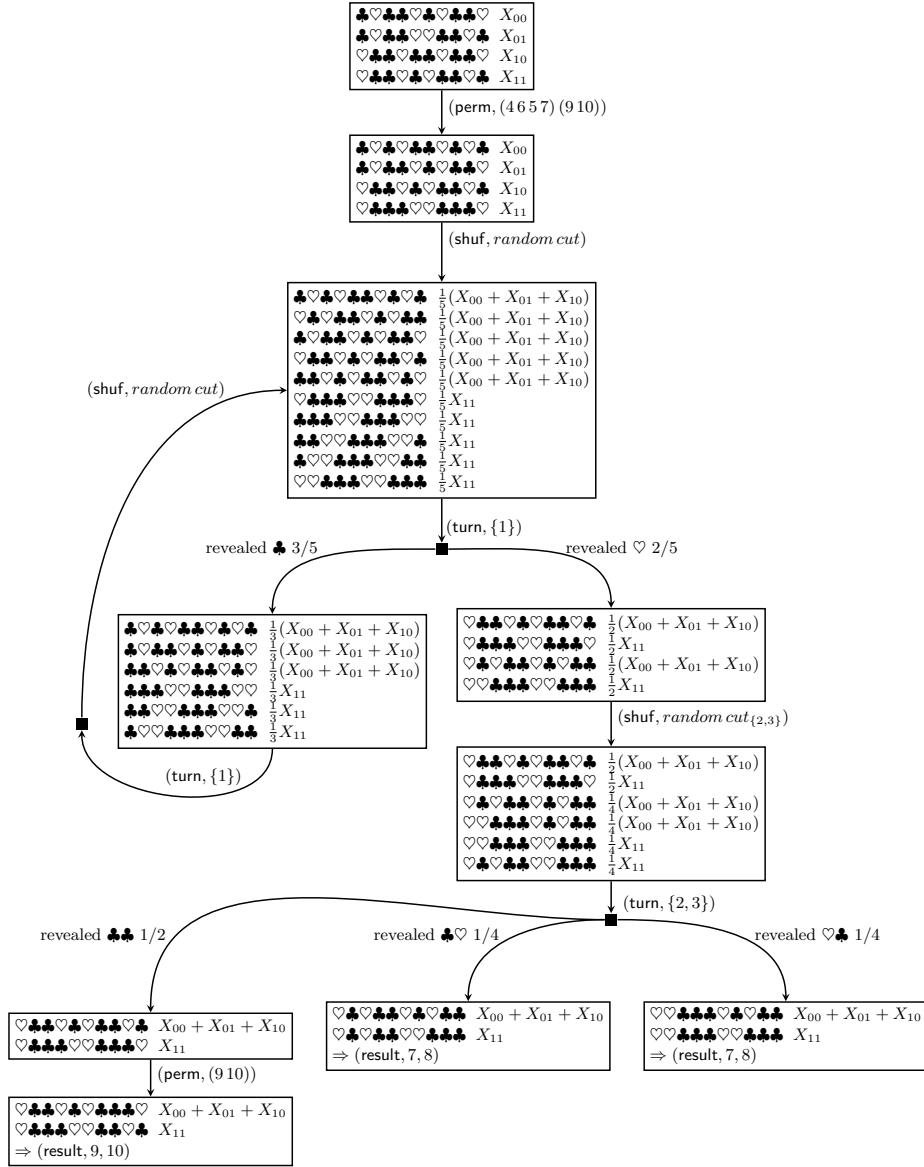 ♣♡♣♣♡♣♡♣♣♡ X₀₀
♣♡♣♣♡♡♣♣♡♣ X₀₁
♡♣♣♡♣♣♡♣♣♡ X₁₀
♡♣♣♡♣♡♣♣♡♣ X₁₁
(perm, (4 6 5 7) (9 10))
♣♡♣♡♣♣♡♣♡♣ X₀₀
♣♡♣♣♡♣♡♣♣♡ X₀₁
♡♣♣♡♣♡♣♣♡♣ X₁₀
♡♣♣♣♡♡♣♣♣♡ X₁₁
(shuf, random cut)
♣♡♣♡♣♣♡♣♡♣ 1/5(X₀₀ + X₀₁ + X₁₀)
♡♣♡♣♣♡♣♡♣♣ 1/5(X₀₀ + X₀₁ + X₁₀)
♣♡♣♣♡♣♡♣♣♡ 1/5(X₀₀ + X₀₁ + X₁₀)
♡♣♣♡♣♡♣♣♡♣ 1/5(X₀₀ + X₀₁ + X₁₀)
♣♣♡♣♡♣♣♡♣♡ 1/5(X₀₀ + X₀₁ + X₁₀)
♡♣♣♣♡♡♣♣♣♡ 1/5X₁₁
♣♣♣♡♡♣♣♣♡♡ 1/5X₁₁
♣♣♡♡♣♣♣♡♡♣ 1/5X₁₁
♣♡♡♣♣♣♡♡♣♣ 1/5X₁₁
♡♡♣♣♣♡♡♣♣♣ 1/5X₁₁
(shuf, random cut)
(turn, {1})
revealed ♣ 3/5
revealed ♡ 2/5
♣♡♣♡♣♣♡♣♡♣ 1/3(X₀₀ + X₀₁ + X₁₀)
♣♡♣♣♡♣♡♣♣♡ 1/3(X₀₀ + X₀₁ + X₁₀)
♣♣♡♣♡♣♣♡♣♡ 1/3(X₀₀ + X₀₁ + X₁₀)
♣♣♣♡♡♣♣♣♡♡ 1/3X₁₁
♣♣♡♡♣♣♣♡♡♣ 1/3X₁₁
♣♡♡♣♣♣♡♡♣♣ 1/3X₁₁
(turn, {1})
♡♣♣♡♣♡♣♣♡♣ 1/2(X₀₀ + X₀₁ + X₁₀)
♡♣♣♣♡♡♣♣♣♡ 1/2X₁₁
♡♣♡♣♣♡♣♡♣♣ 1/2(X₀₀ + X₀₁ + X₁₀)
♡♡♣♣♣♡♡♣♣♣ 1/2X₁₁
(shuf, random cut_{2,3})
♡♣♣♡♣♡♣♣♡♣ 1/2(X₀₀ + X₀₁ + X₁₀)
♡♣♣♣♡♡♣♣♣♡ 1/2X₁₁
♡♣♡♣♣♡♣♡♣♣ 1/4(X₀₀ + X₀₁ + X₁₀)
♡♡♣♣♣♡♣♡♣♣ 1/4(X₀₀ + X₀₁ + X₁₀)
♡♡♣♣♣♡♡♣♣♣ 1/4X₁₁
♡♣♡♣♣♡♡♣♣♣ 1/4X₁₁
(turn, {2, 3})
revealed ♣♣ 1/2
revealed ♣♡ 1/4
revealed ♡♣ 1/4
♡♣♣♡♣♡♣♣♡♣ X₀₀ + X₀₁ + X₁₀
♡♣♣♣♡♡♣♣♣♡ X₁₁
(perm, (9 10))
♡♣♣♡♣♡♣♣♣♡ X₀₀ + X₀₁ + X₁₀
♡♣♣♣♡♡♣♣♡♣ X₁₁
⇒ (result, 9, 10)
♡♣♡♣♣♡♣♡♣♣ X₀₀ + X₀₁ + X₁₀
♡♣♡♣♣♡♡♣♣♣ X₁₁
⇒ (result, 7, 8)
♡♡♣♣♣♡♣♡♣♣ X₀₀ + X₀₁ + X₁₀
♡♡♣♣♣♡♡♣♣♣ X₁₁
⇒ (result, 7, 8)